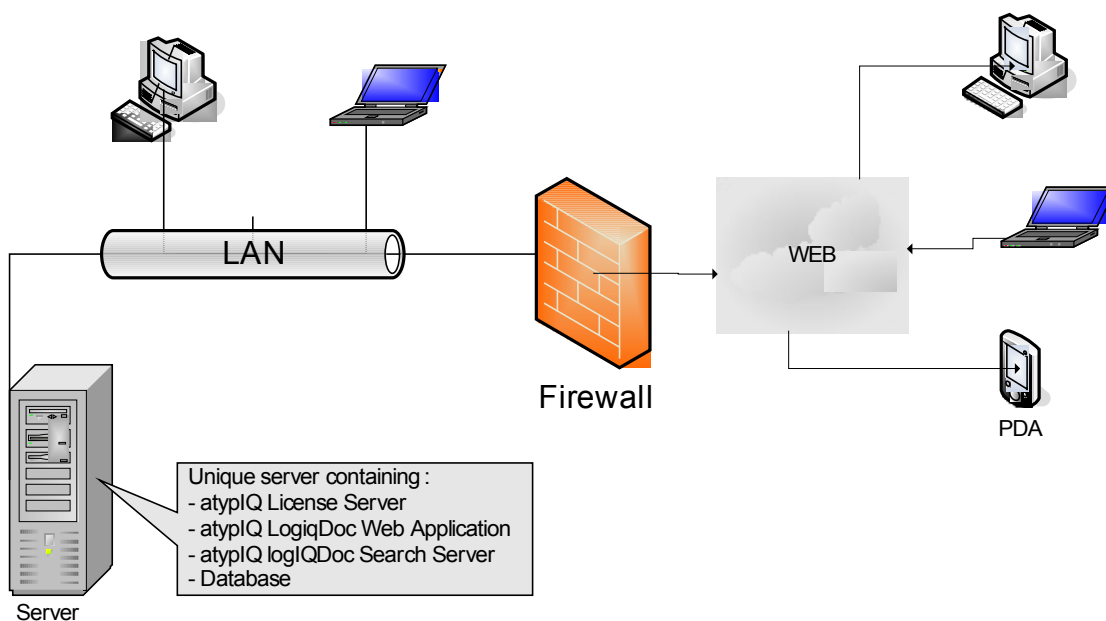 LAN
WEB
Firewall
PDA
Unique server containing :
- atypIQ License Server
- atypIQ LogiqDoc Web Application
- atypIQ logIQDoc Search Server
- Database
Server